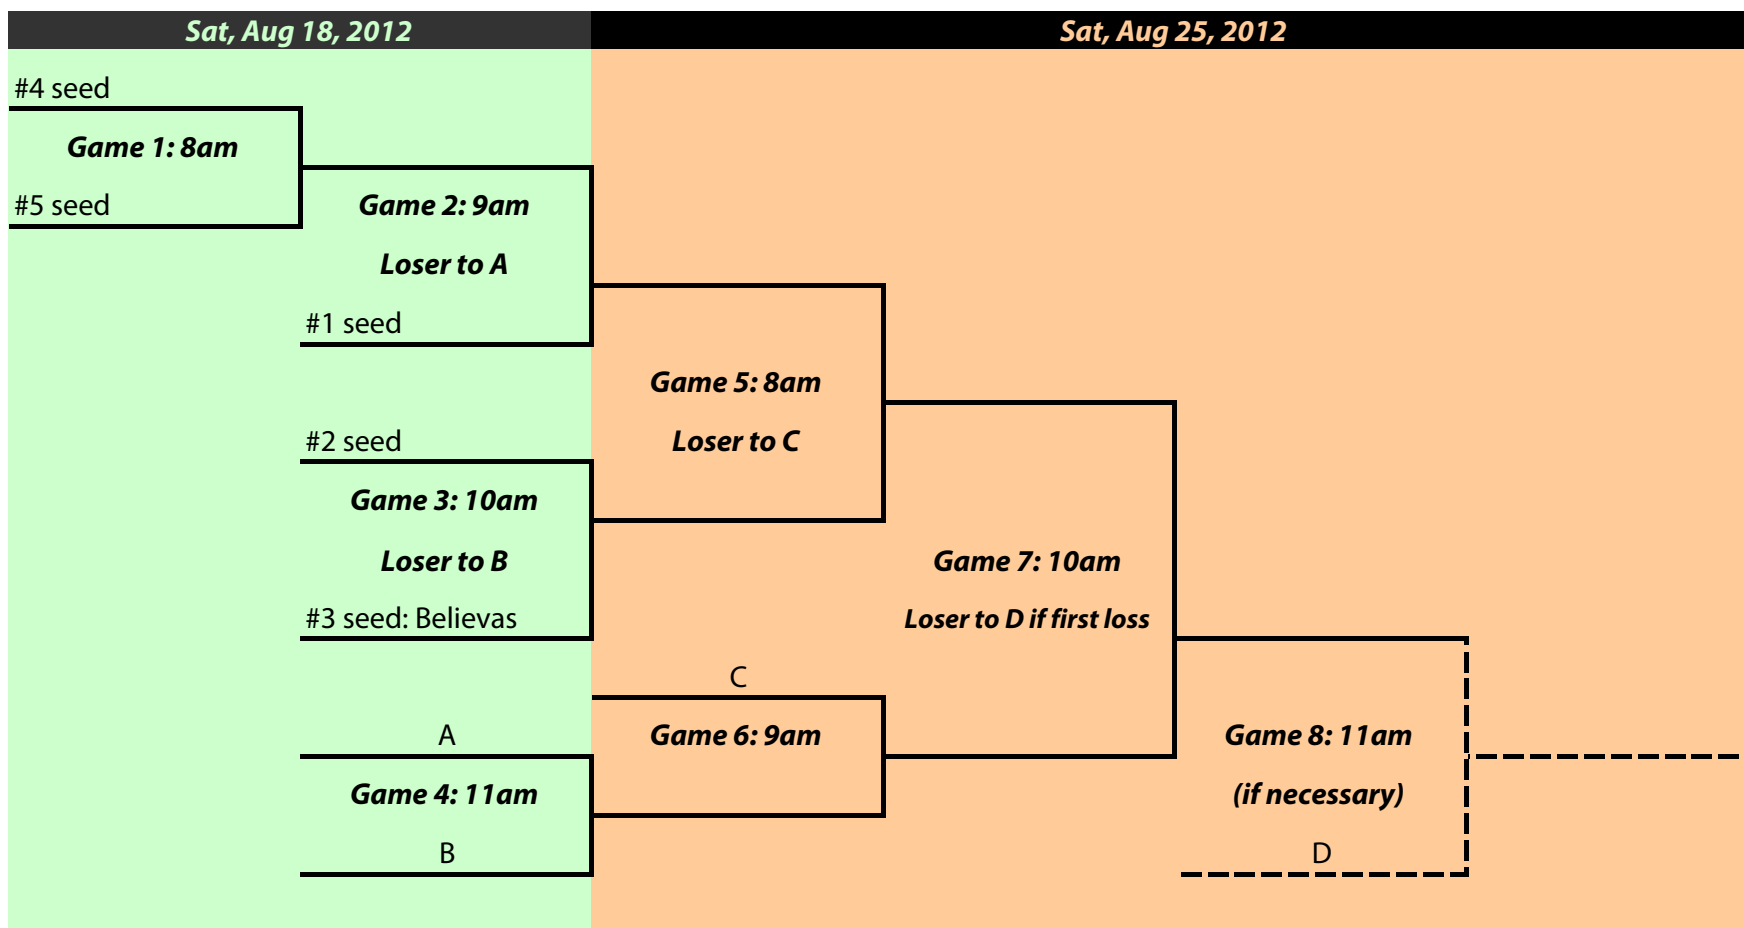 Sat, Aug 18, 2012
Sat, Aug 25, 2012
#4 seed
Game 1: 8am
#5 seed
Game 2: 9am
Loser to A
#1 seed
Game 5: 8am
Loser to C
#2 seed
Game 3: 10am
Loser to B
#3 seed: Believas
Game 7: 10am
Loser to D if first loss
C
Game 6: 9am
A
Game 4: 11am
B
Game 8: 11am
(if necessary)
D